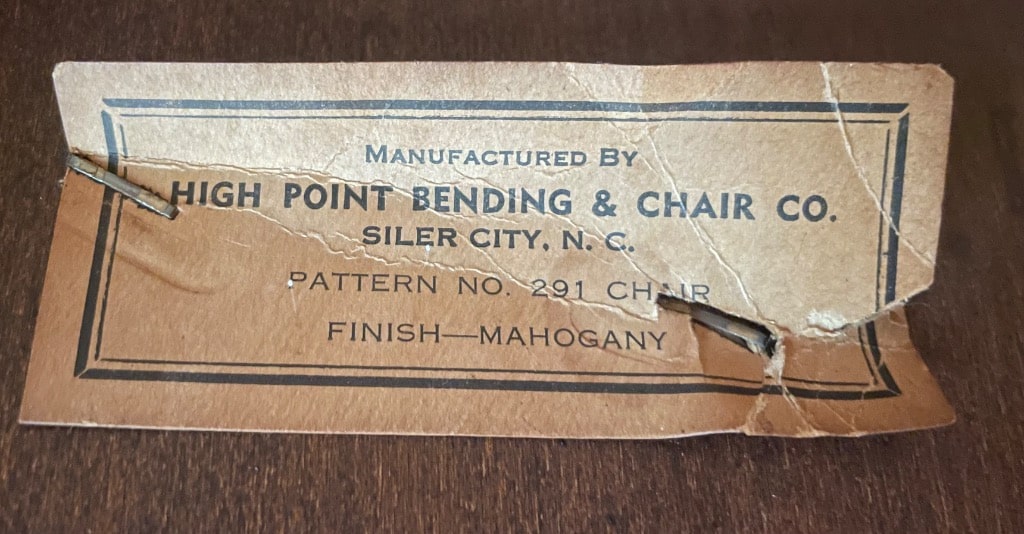 Manufactured By
HIGH POINT BENDING & CHAIR CO.
SILER CITY, N. C.
PATTERN NO. 291 CHAIR
FINISH—MAHOGANY